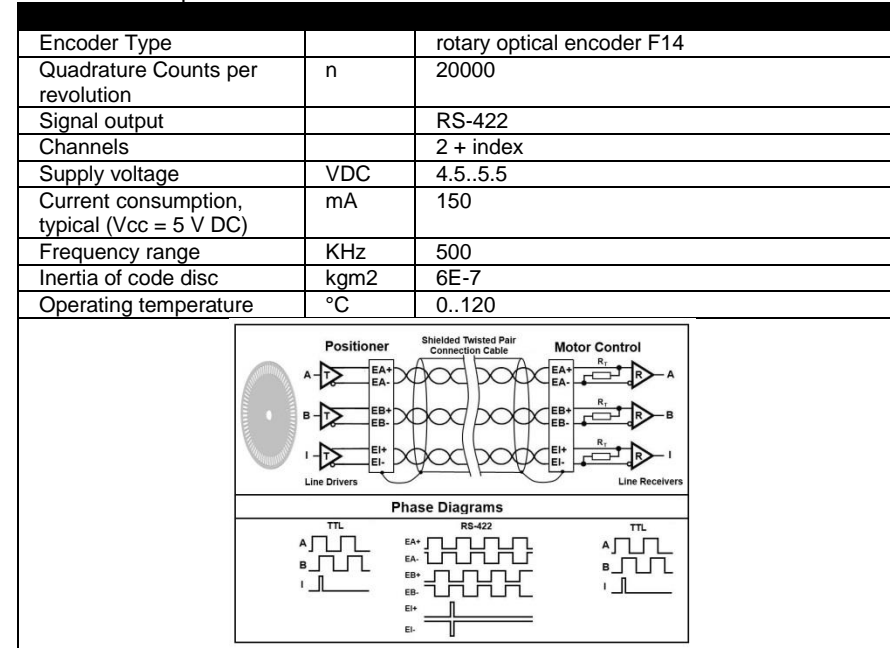 Encoder Type rotary optical encoder F14
Quadrature Counts per revolution n 20000
Signal output RS-422
Channels 2 + index
Supply voltage VDC 4.5..5.5
Current consumption, typical (Vcc = 5 V DC) mA 150
Frequency range KHz 500
Inertia of code disc kgm2 6E-7
Operating temperature °C 0..120
Positioner Shielded Twisted Pair Connection Cable Motor Control
A T EA+ EA- EA+ EA- RT R A
B T EB+ EB- EB+ EB- RT R B
I T EI+ EI- EI+ EI- RT R I
Line Drivers Line Receivers
Phase Diagrams
TTL RS-422 TTL
A EA+ A
EA-
B EB+ B
EB-
I EI+ I
EI-